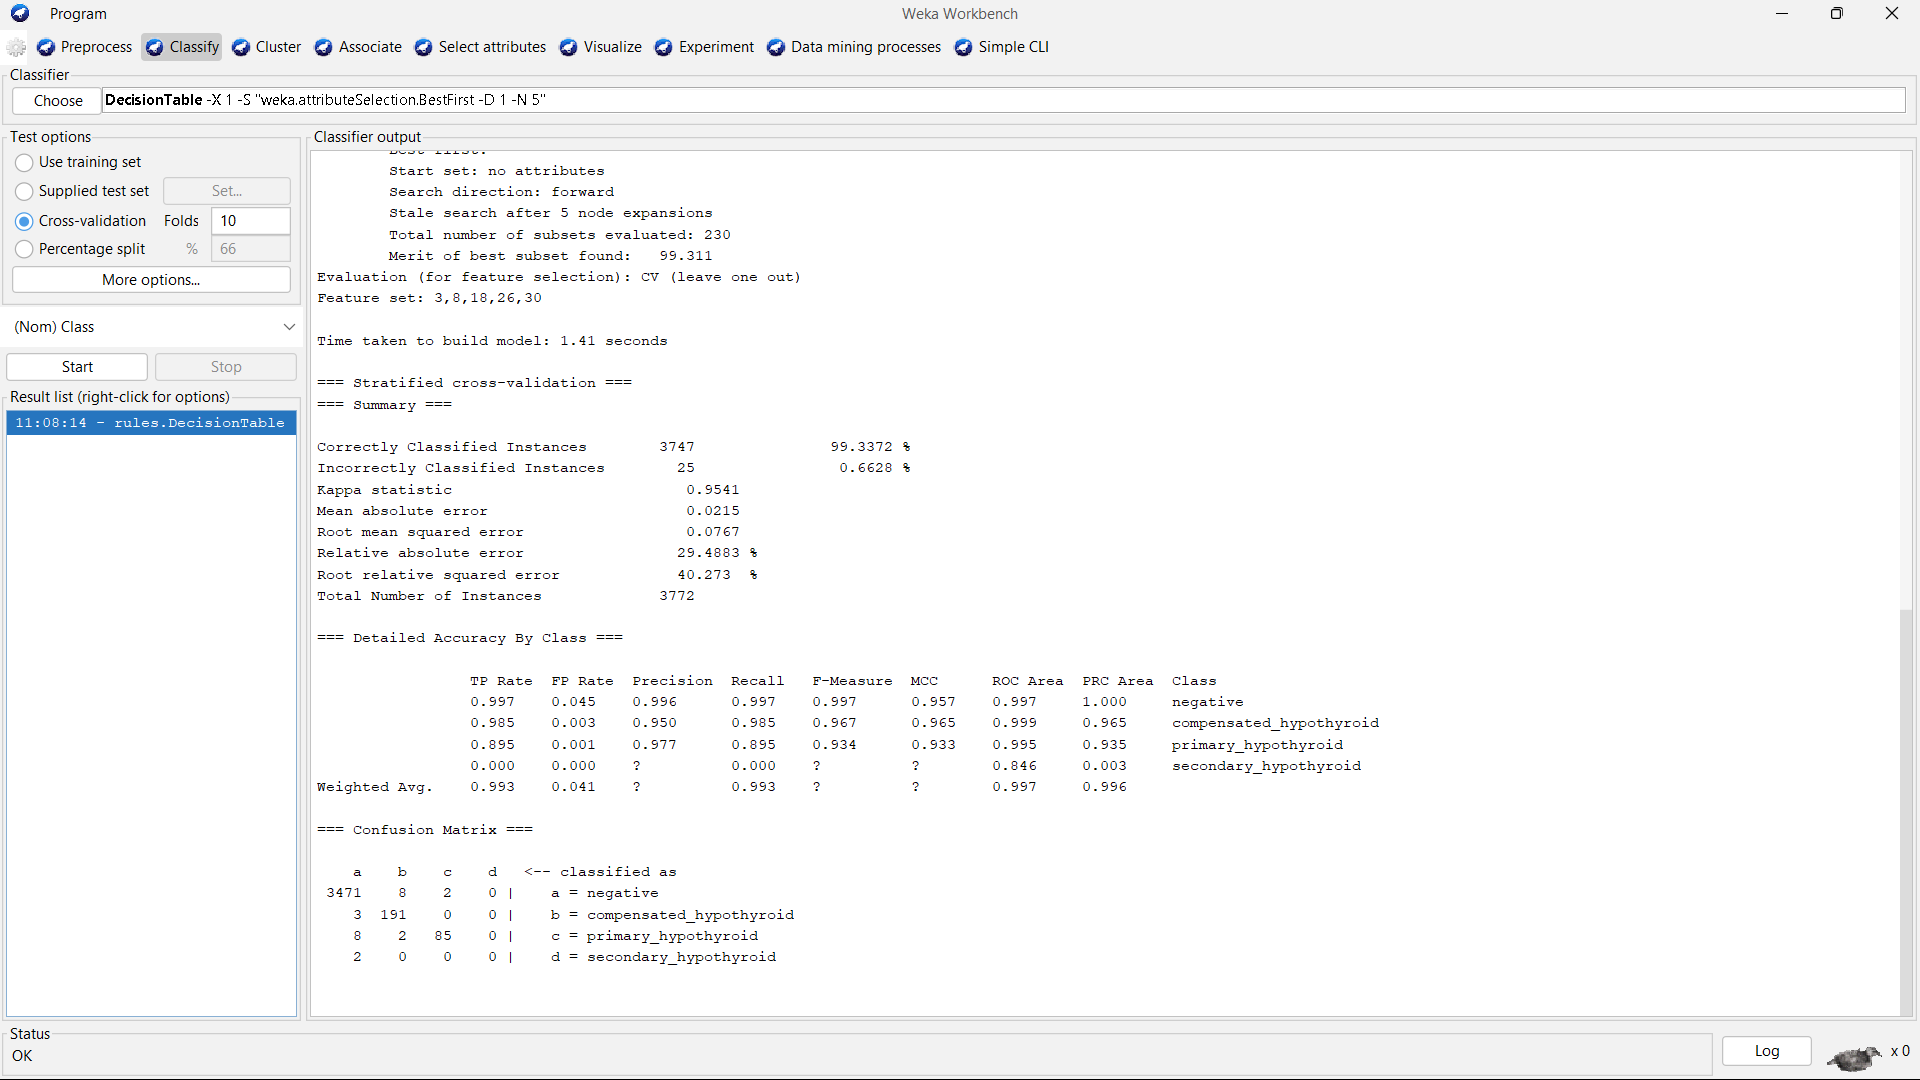 Program
Weka Workbench
Preprocess Classify Cluster Associate Select attributes Visualize Experiment Data mining processes Simple CLI
Classifier
Choose DecisionTable -X 1 -S "weka.attributeSelection.BestFirst -D 1 -N 5"
Test options
Use training set
Supplied test set Set...
Cross-validation Folds 10
Percentage split % 66
More options...
(Nom) Class
Start Stop
Result list (right-click for options)
11:08:14 - rules.DecisionTable
Classifier output
Start set: no attributes
Search direction: forward
Stale search after 5 node expansions
Total number of subsets evaluated: 230
Merit of best subset found: 99.311
Evaluation (for feature selection): CV (leave one out)
Feature set: 3,8,18,26,30
Time taken to build model: 1.41 seconds
=== Stratified cross-validation ===
=== Summary ===
Correctly Classified Instances 3747 99.3372 %
Incorrectly Classified Instances 25 0.6628 %
Kappa statistic 0.9541
Mean absolute error 0.0215
Root mean squared error 0.0767
Relative absolute error 29.4883 %
Root relative squared error 40.273 %
Total Number of Instances 3772
=== Detailed Accuracy By Class ===
TP Rate FP Rate Precision Recall F-Measure MCC ROC Area PRC Area Class
0.997 0.045 0.996 0.997 0.997 0.957 0.997 1.000 negative
0.985 0.003 0.950 0.985 0.967 0.965 0.999 0.965 compensated_hypothyroid
0.895 0.001 0.977 0.895 0.934 0.933 0.995 0.935 primary_hypothyroid
0.000 0.000 ? 0.000 ? ? 0.846 0.003 secondary_hypothyroid
Weighted Avg. 0.993 0.041 ? 0.993 ? ? 0.997 0.996
=== Confusion Matrix ===
a b c d <-- classified as
3471 8 2 0 | a = negative
3 191 0 0 | b = compensated_hypothyroid
8 2 85 0 | c = primary_hypothyroid
2 0 0 0 | d = secondary_hypothyroid
Status
OK
Log
x 0